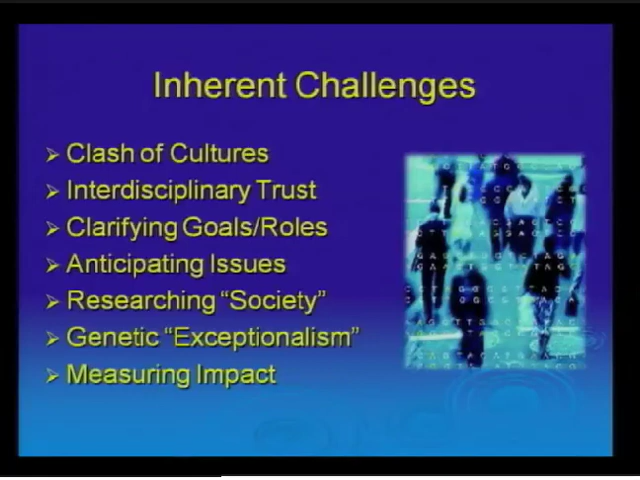 Inherent Challenges
Clash of Cultures
Interdisciplinary Trust
Clarifying Goals/Roles
Anticipating Issues
Researching “Society”
Genetic “Exceptionalism”
Measuring Impact